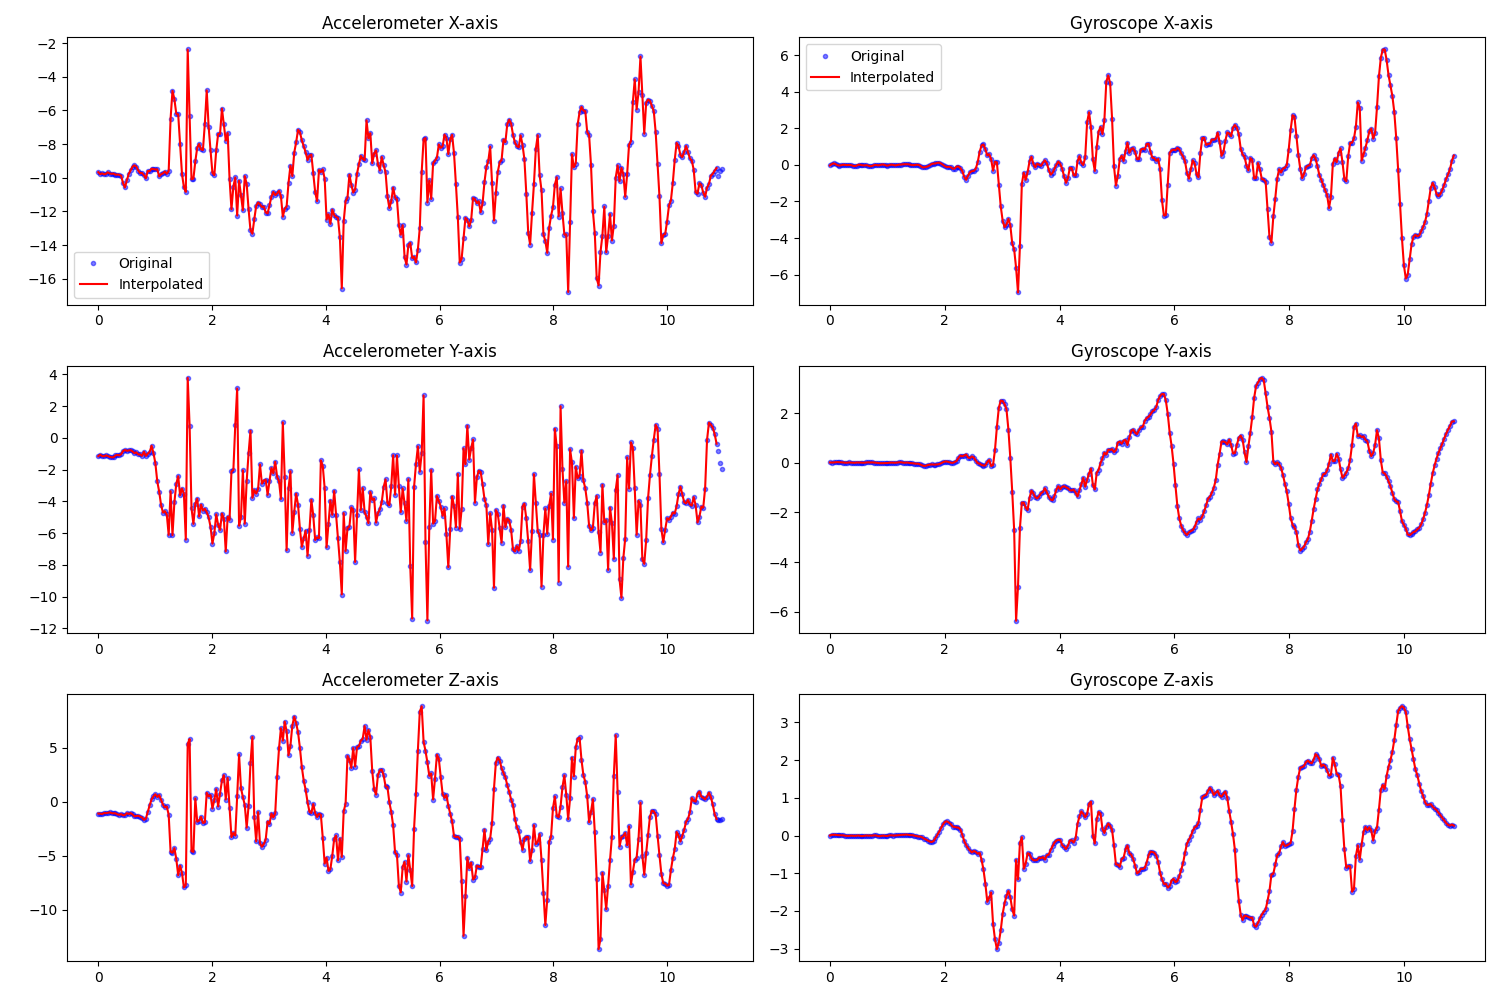 Accelerometer X-axis
−2
−4
−6
−8
−10
−12
−14
−16
Original
Interpolated
0 2 4 6 8 10
Gyroscope X-axis
Original
Interpolated
6
4
2
0
−2
−4
−6
0 2 4 6 8 10
Accelerometer Y-axis
4
2
0
−2
−4
−6
−8
−10
−12
0 2 4 6 8 10
Gyroscope Y-axis
2
0
−2
−4
−6
0 2 4 6 8 10
Accelerometer Z-axis
5
0
−5
−10
0 2 4 6 8 10
Gyroscope Z-axis
3
2
1
0
−1
−2
−3
0 2 4 6 8 10